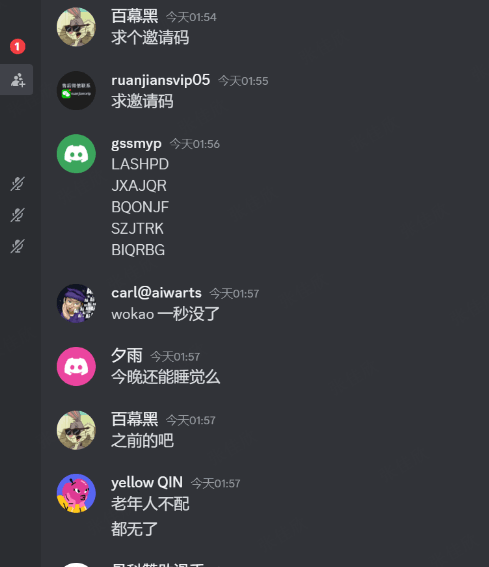 百幕黑 今天01:54
求个邀请码
1
ruanjiansvip05 今天01:55
求邀请码
gssmyp 今天01:56
LASHPD
JXAJQR
BQONJF
SZJTRK
BIQRBG
carl@aiwarts 今天01:57
wokao 一秒没了
夕雨 今天01:57
今晚还能睡觉么
百幕黑 今天01:57
之前的吧
yellow QIN 今天01:57
老年人不配
都无了